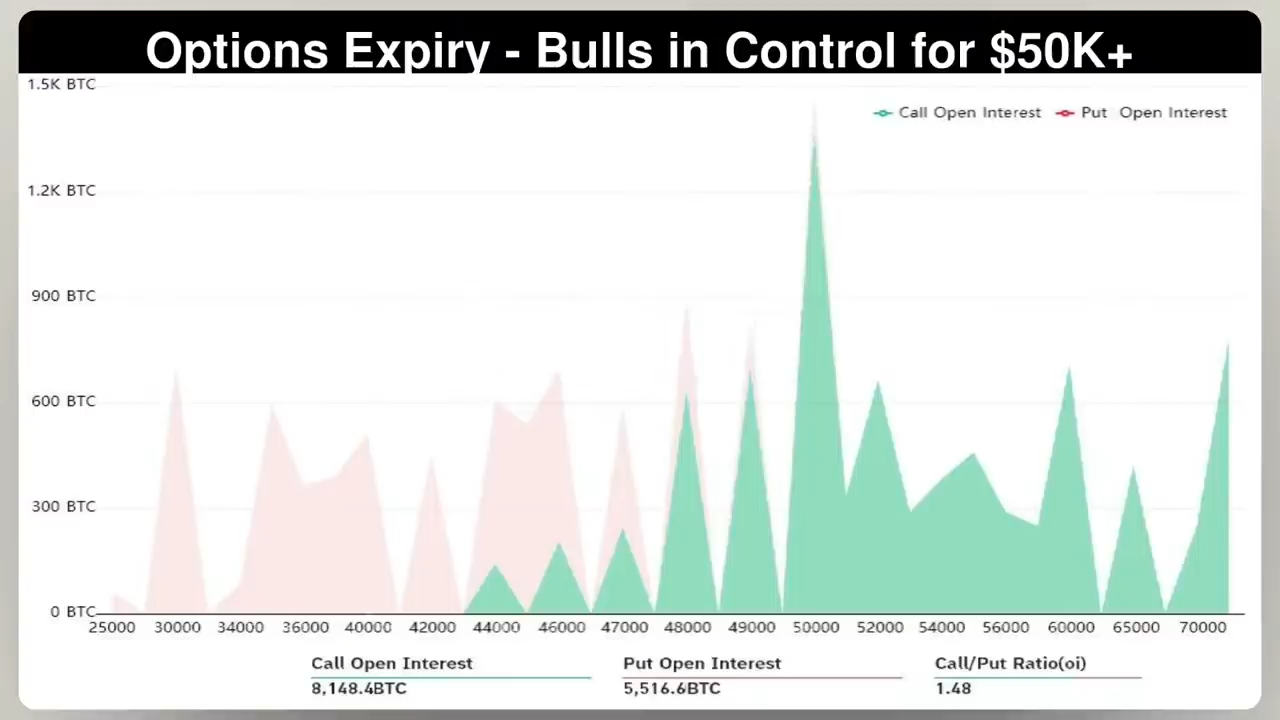 Options Expiry - Bulls in Control for $50K+
1.5K BTC
Call Open Interest Put Open Interest
1.2K BTC
900 BTC
600 BTC
300 BTC
0 BTC
25000 30000 34000 36000 40000 42000 44000 46000 47000 48000 49000 50000 52000 54000 56000 60000 65000 70000
Call Open Interest Put Open Interest Call/Put Ratio(oi)
8,148.4BTC 5,516.6BTC 1.48